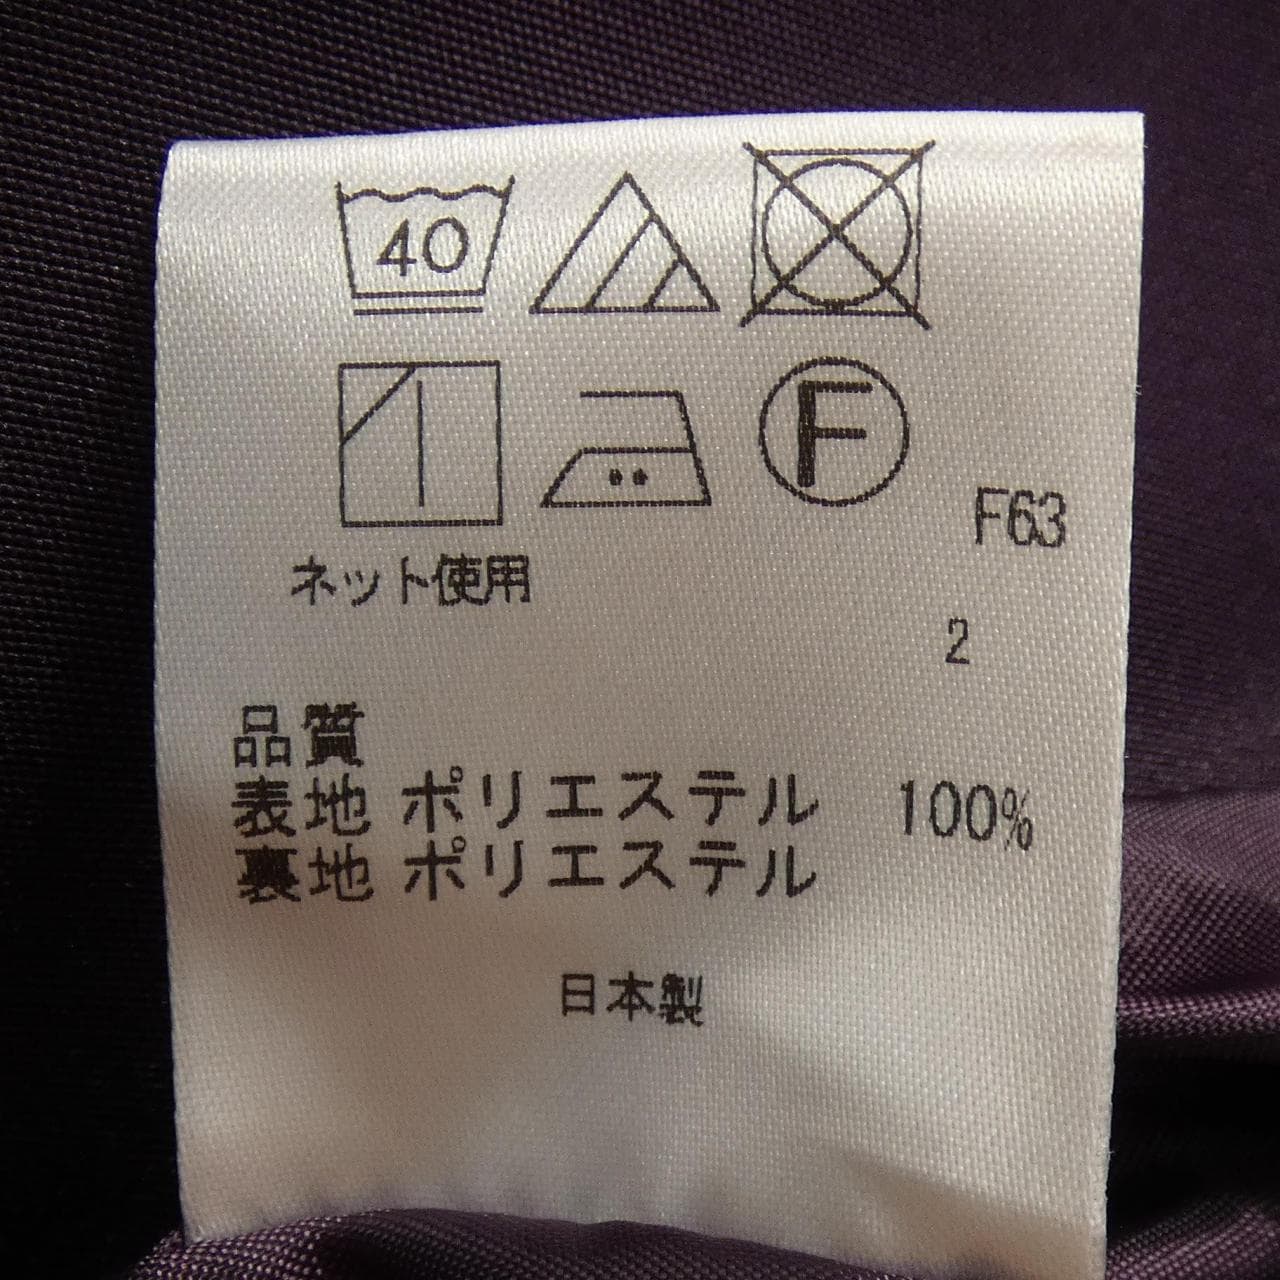 40
F
F63
ネット使用
2
品質
表地 ポリエステル 100%
裏地 ポリエステル
日本製